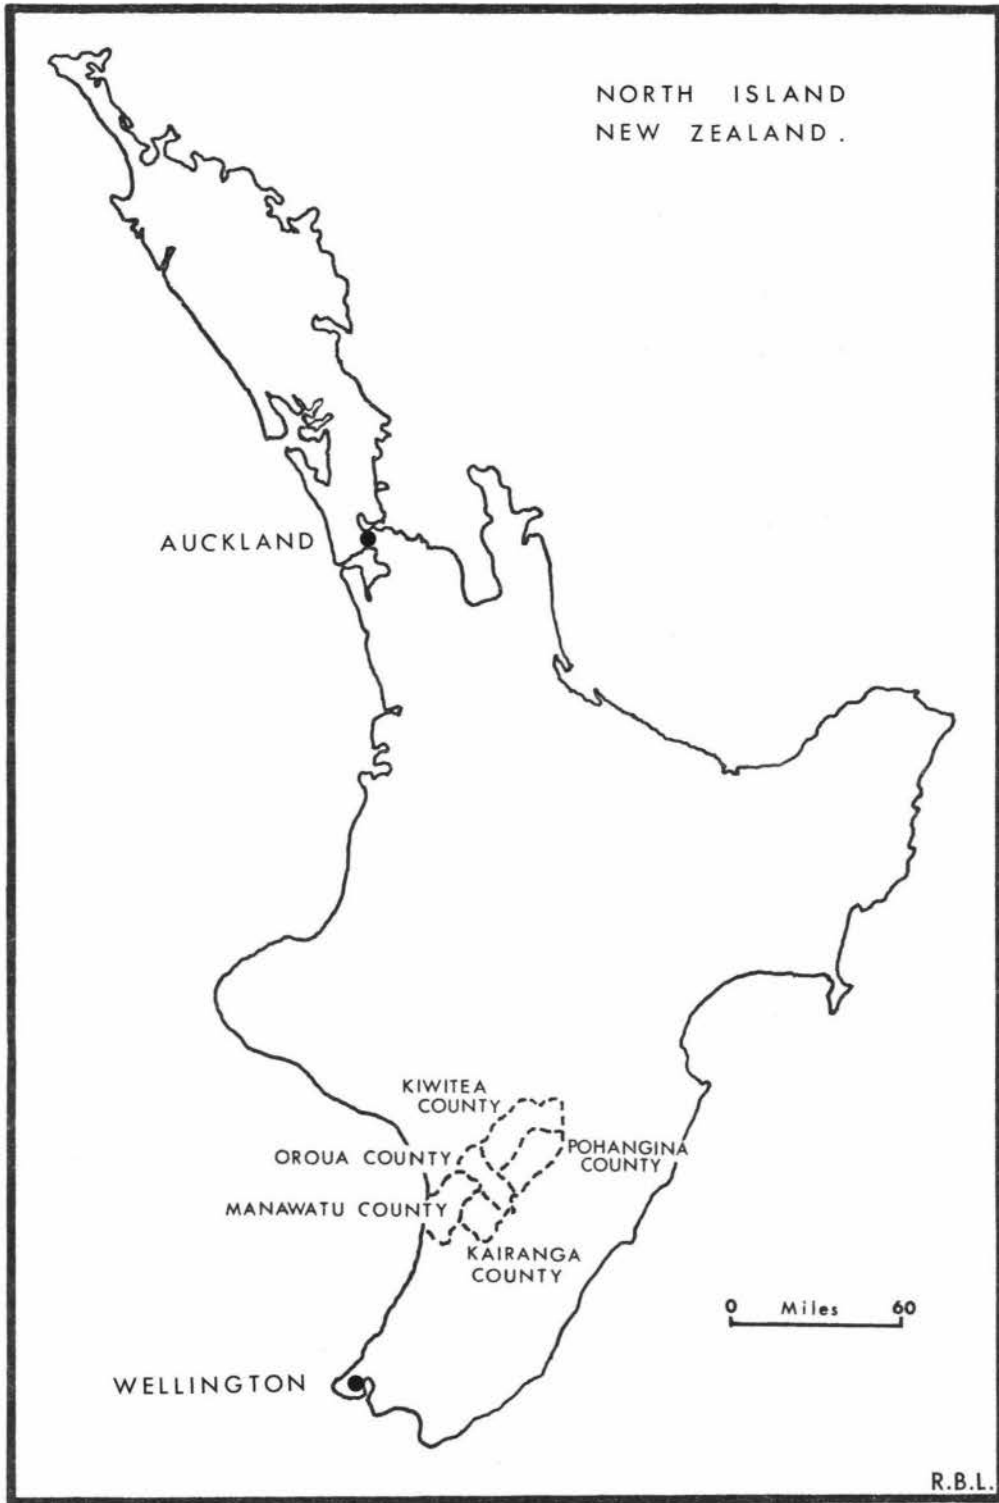 NORTH ISLAND
NEW ZEALAND.
AUCKLAND
KIWITEA
COUNTY
POHANGINA
COUNTY
OROUA COUNTY
MANAWATU COUNTY
KAIRANGA
COUNTY
0 Miles 60
WELLINGTON
R.B.L.